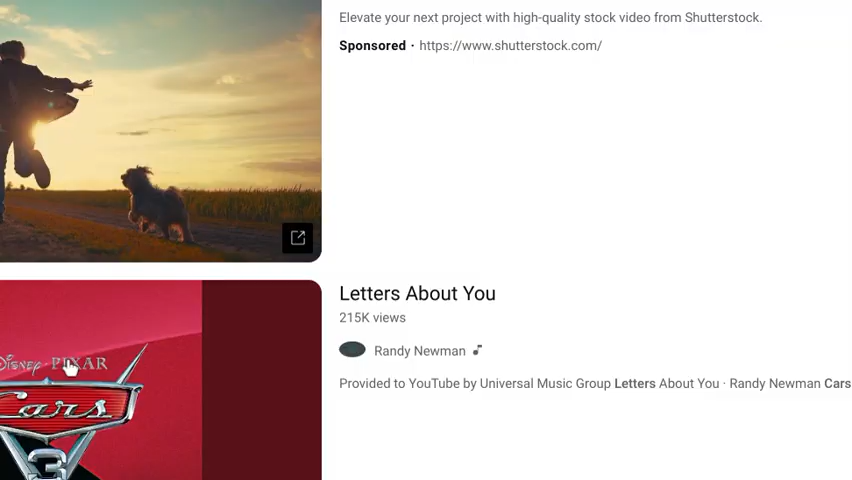 Elevate your next project with high-quality stock video from Shutterstock.
Sponsored · https://www.shutterstock.com/
Letters About You
215K views
Disney · PIXAR
Randy Newman
Provided to YouTube by Universal Music Group Letters About You · Randy Newman Cars
Cars
3